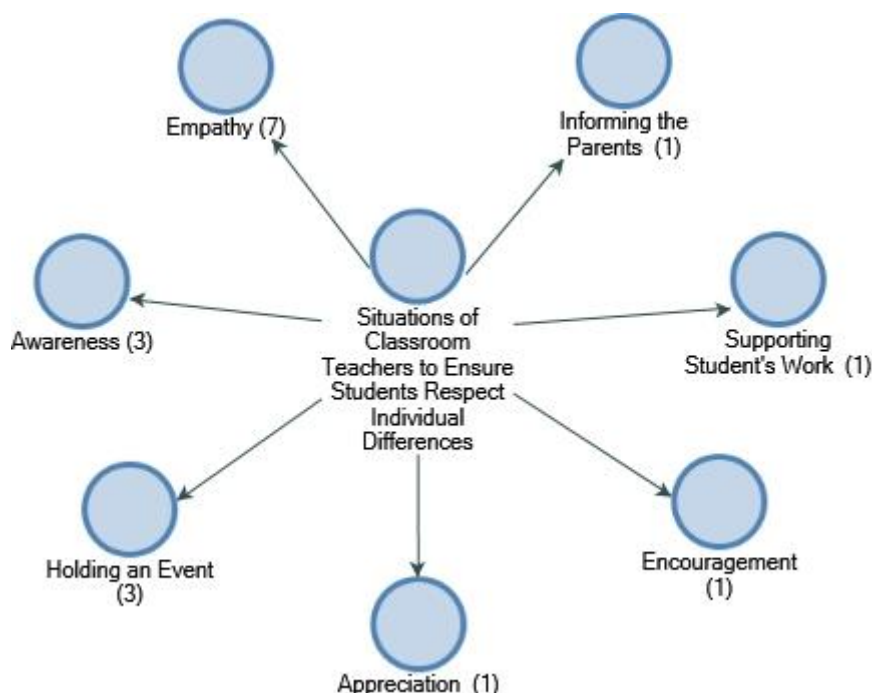 Empathy (7)
Informing the
Parents (1)
Situations of
Classroom
Teachers to Ensure
Students Respect
Individual
Differences
Awareness (3)
Supporting
Student's Work (1)
Holding an Event
(3)
Encouragement
(1)
Appreciation (1)